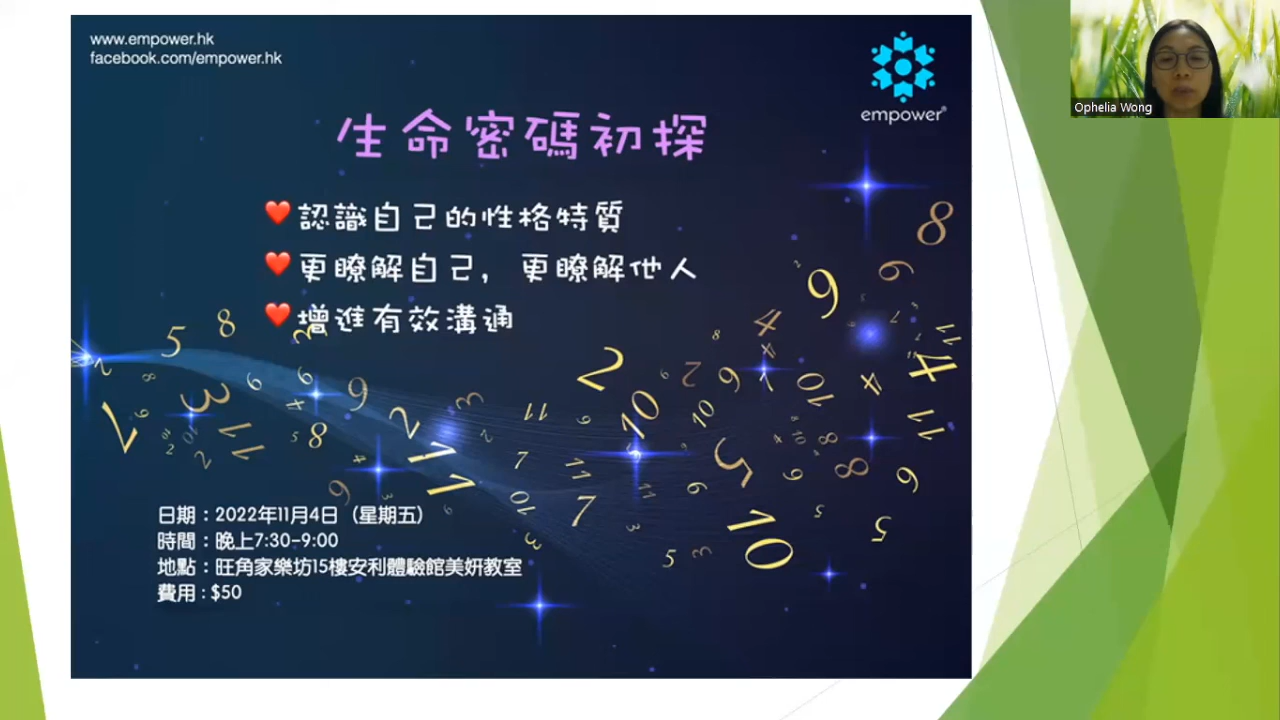 www.empower.hk
facebook.com/empower.hk
empower®
Ophelia Wong
生命密碼初探
❤️認識自己的性格特質
❤️更瞭解自己，更瞭解他人
❤️增進有效溝通
日期：2022年11月4日（星期五）
時間：晚上7:30-9:00
地點：旺角家樂坊15樓安利體驗館美妍教室
費用 : $50